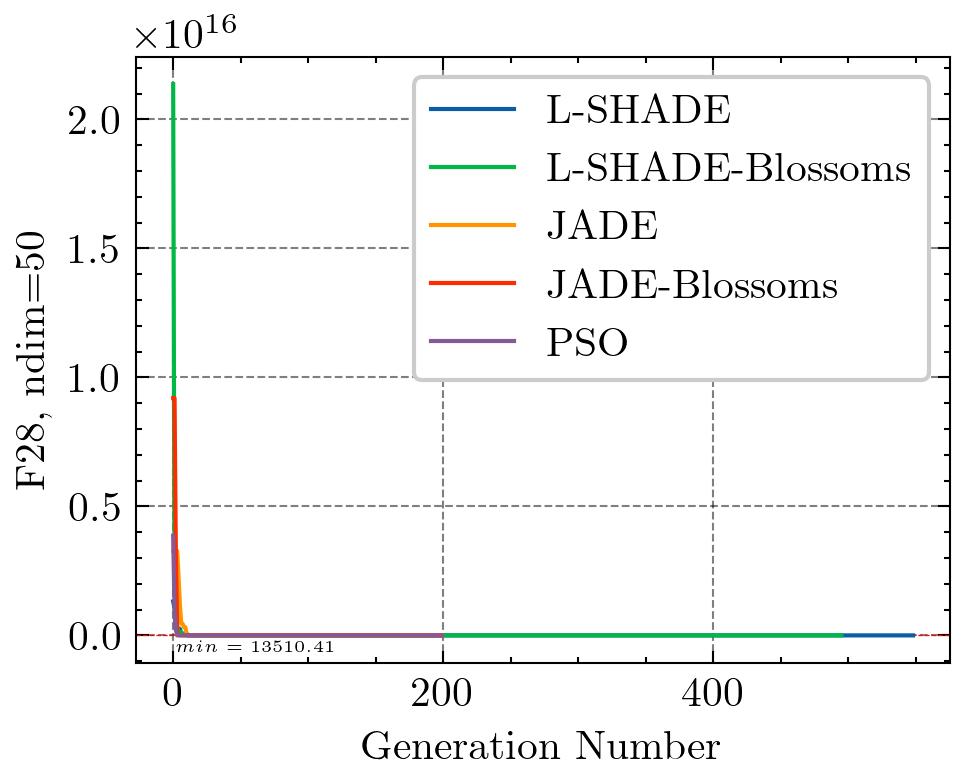 ×10^16
2.0
1.5
1.0
0.5
0.0
F28, ndim=50
L-SHADE
L-SHADE-Blossoms
JADE
JADE-Blossoms
PSO
min = 13510.41
0 200 400
Generation Number